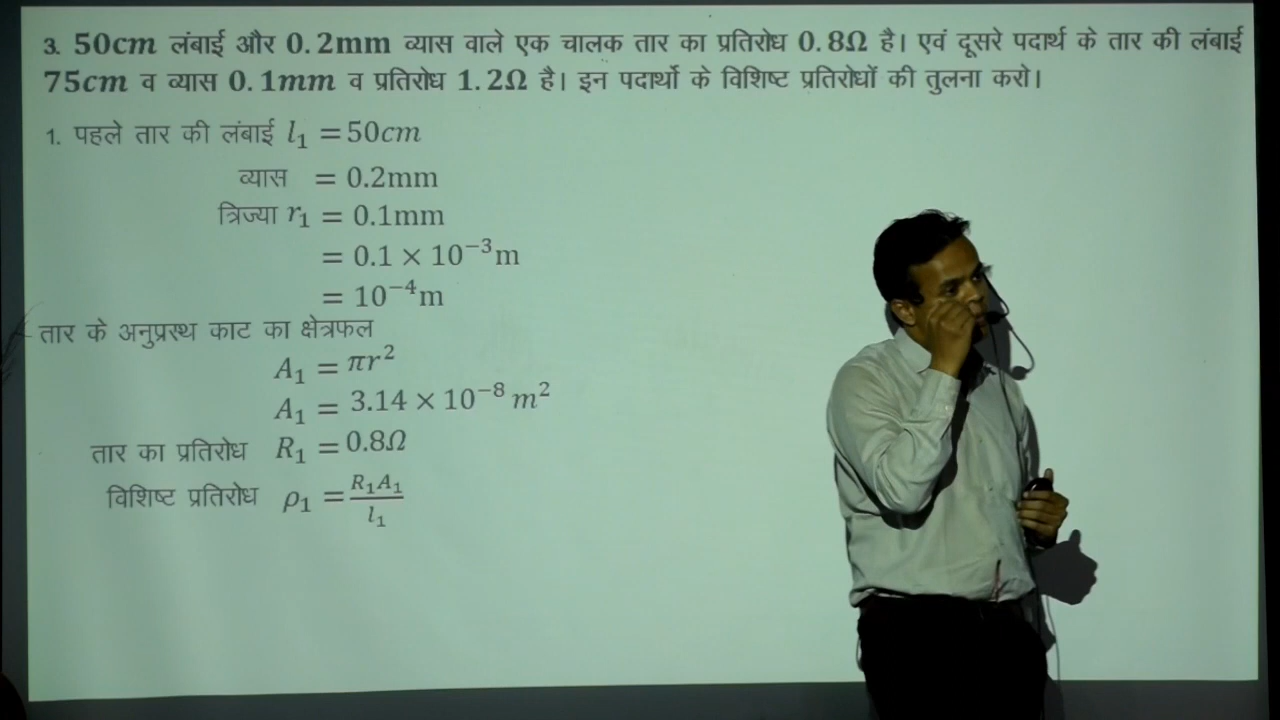 3. 50cm लंबाई और 0.2mm व्यास वाले एक चालक तार का प्रतिरोध 0.8Ω है। एवं दूसरे पदार्थ के तार की लंबाई
75cm व व्यास 0.1mm व प्रतिरोध 1.2Ω है। इन पदार्थो के विशिष्ट प्रतिरोधों की तुलना करो।
1. पहले तार की लंबाई l₁ = 50cm
व्यास = 0.2mm
त्रिज्या r₁ = 0.1mm
= 0.1 × 10⁻³m
= 10⁻⁴m
तार के अनुप्रस्थ काट का क्षेत्रफल
A₁ = πr²
A₁ = 3.14 × 10⁻⁸ m²
तार का प्रतिरोध R₁ = 0.8Ω
विशिष्ट प्रतिरोध ρ₁ = R₁A₁/l₁